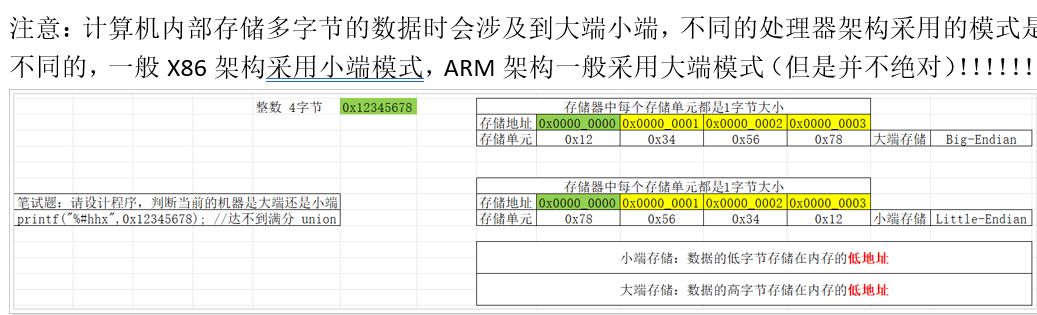 注意：计算机内部存储多字节的数据时会涉及到大端小端，不同的处理器架构采用的模式是
不同的，一般 X86 架构采用小端模式，ARM 架构一般采用大端模式（但是并不绝对）！！！！！！
整数 4字节 0x12345678
存储器中每个存储单元都是1字节大小
存储地址 0x0000_0000 0x0000_0001 0x0000_0002 0x0000_0003
存储单元 0x12 0x34 0x56 0x78 大端存储 Big-Endian
笔试题：请设计程序，判断当前的机器是大端还是小端
printf("%#hhx",0x12345678); //达不到满分 union
存储器中每个存储单元都是1字节大小
存储地址 0x0000_0000 0x0000_0001 0x0000_0002 0x0000_0003
存储单元 0x78 0x56 0x34 0x12 小端存储 Little-Endian
小端存储：数据的低字节存储在内存的低地址
大端存储：数据的高字节存储在内存的低地址